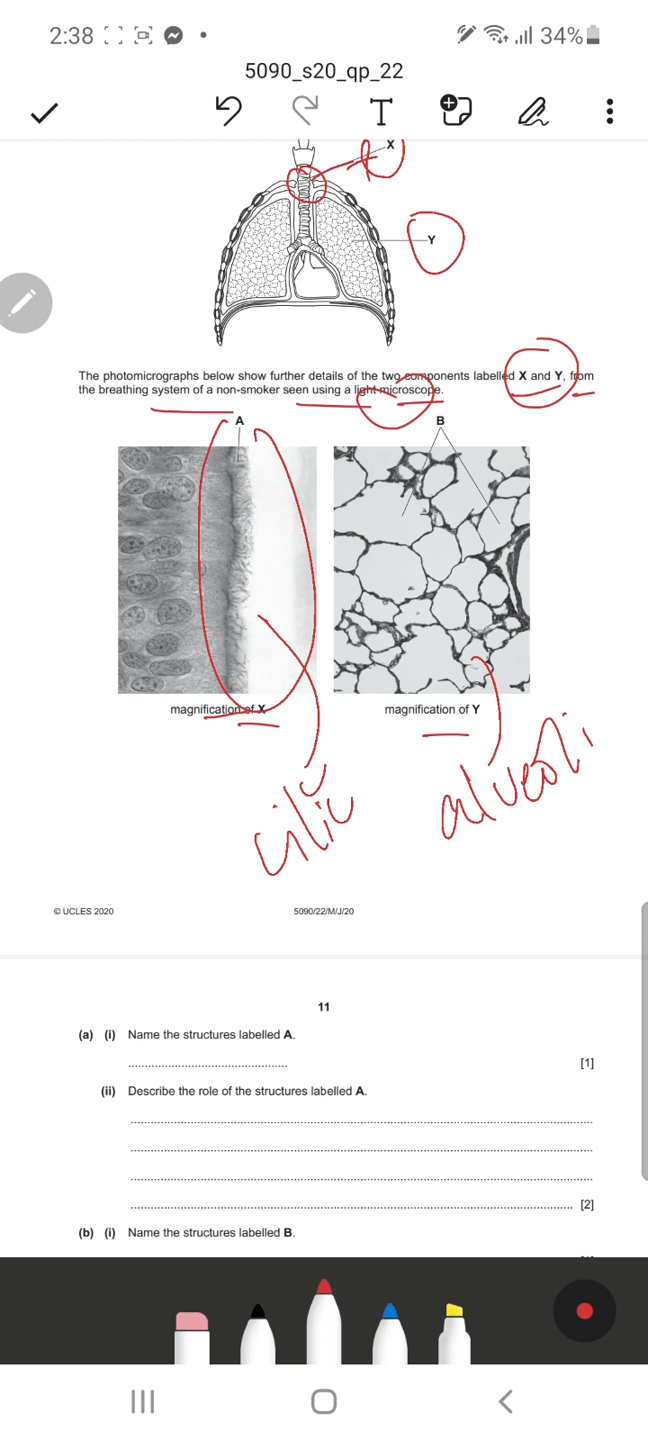 2:38
34%
5090_s20_qp_22
T
X
Y
The photomicrographs below show further details of the two components labelled X and Y, from
the breathing system of a non-smoker seen using a light microscope.
A
B
magnification of X
magnification of Y
cilic
alveoli
© UCLES 2020
5090/22/M/J/20
11
(a) (i) Name the structures labelled A.
[1]
(ii) Describe the role of the structures labelled A.
[2]
(b) (i) Name the structures labelled B.